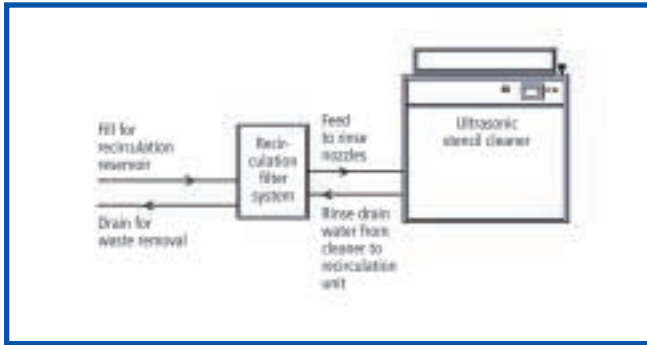 Fill for
recirculation
reservoir
Drain for
waste removal
Recir-
culation
filter
system
Feed
to rinse
nozzles
Rinse drain
water from
cleaner to
recirculation
unit
Ultrasonic
stencil cleaner